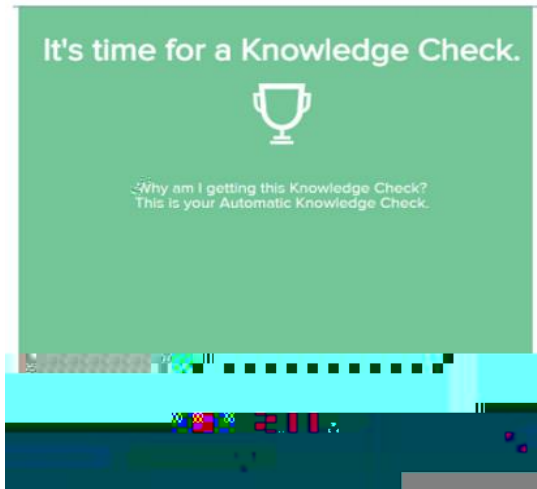 It's time for a Knowledge Check.
Why am I getting this Knowledge Check?
This is your Automatic Knowledge Check.